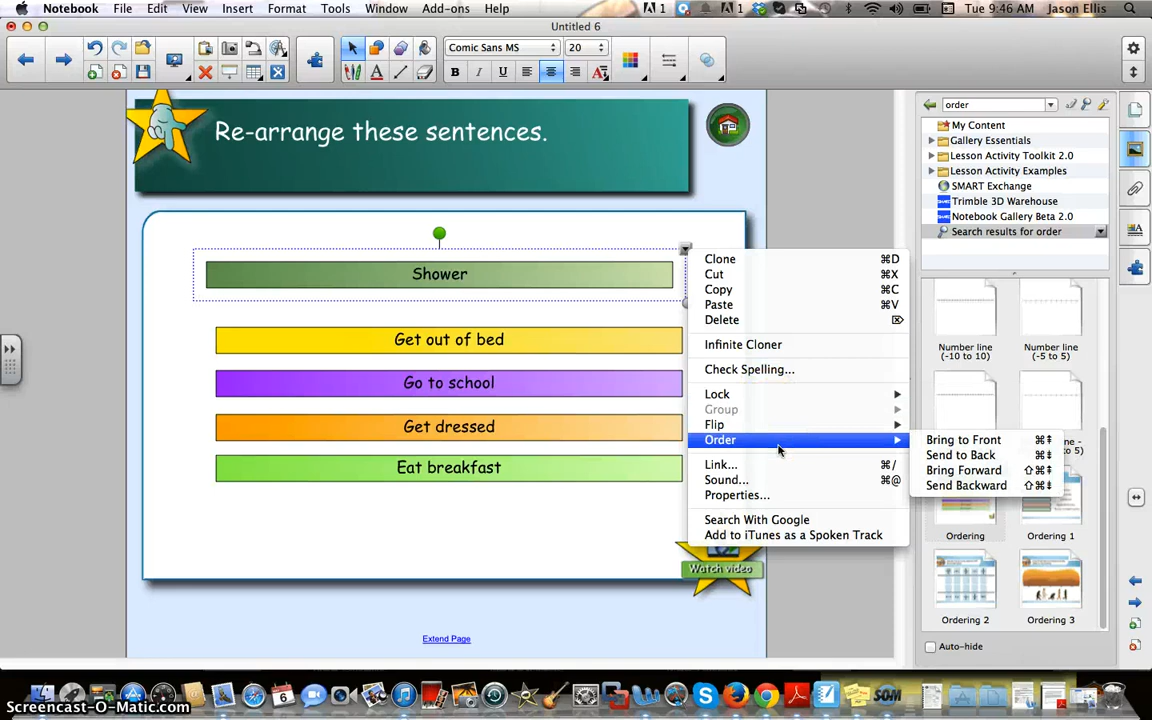 Notebook File Edit View Insert Format Tools Window Add-ons Help
1 1 Tue 9:46 AM Jason Ellis
Untitled 6
Comic Sans MS 20
B I U A
Re-arrange these sentences.
Shower
Get out of bed
Go to school
Get dressed
Eat breakfast
Watch video
Extend Page
Clone ⌘D
Cut ⌘X
Copy ⌘C
Paste ⌘V
Delete ⌦
Infinite Cloner
Check Spelling...
Lock
Group
Flip
Order
Link... ⌘/
Sound... ⌘@
Properties...
Search With Google
Add to iTunes as a Spoken Track
Bring to Front ⌘⇞
Send to Back ⌘⇟
Bring Forward ⇧⌘⇞
Send Backward ⇧⌘⇟
order
My Content
Gallery Essentials
Lesson Activity Toolkit 2.0
Lesson Activity Examples
SMART Exchange
Trimble 3D Warehouse
Notebook Gallery Beta 2.0
Search results for order
Number line
(-10 to 10)
Number line
(-5 to 5)
Ordering
Ordering 1
Ordering 2
Ordering 3
Auto-hide
6
SOM
Screencast-O-Matic.com